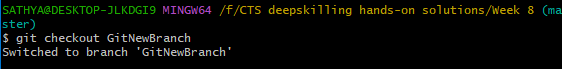 SATHYA@DESKTOP-JLKDGI9 MINGW64 /f/CTS deepskilling hands-on solutions/Week 8 (ma
ster)
$ git checkout GitNewBranch
Switched to branch 'GitNewBranch'